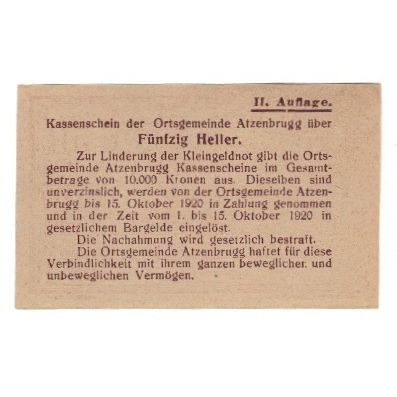 II. Auflage.
Kassenschein der Ortsgemeinde Atzenbrugg über
Fünfzig Heller.
Zur Linderung der Kleingeldnot gibt die Orts-
gemeinde Atzenbrugg Kassenscheine im Gesamt-
betrage von 10.000 Kronen aus. Dieselben sind
unverzinslich, werden von der Ortsgemeinde Atzen-
brugg bis 15. Oktober 1920 in Zahlung genommen
und in der Zeit vom 1. bis 15. Oktober 1920 in
gesetzlichem Bargelde eingelöst.
Die Nachahmung wird gesetzlich bestraft.
Die Ortsgemeinde Atzenbrugg haftet für diese
Verbindlichkeit mit ihrem ganzen beweglichen und
unbeweglichen Vermögen.